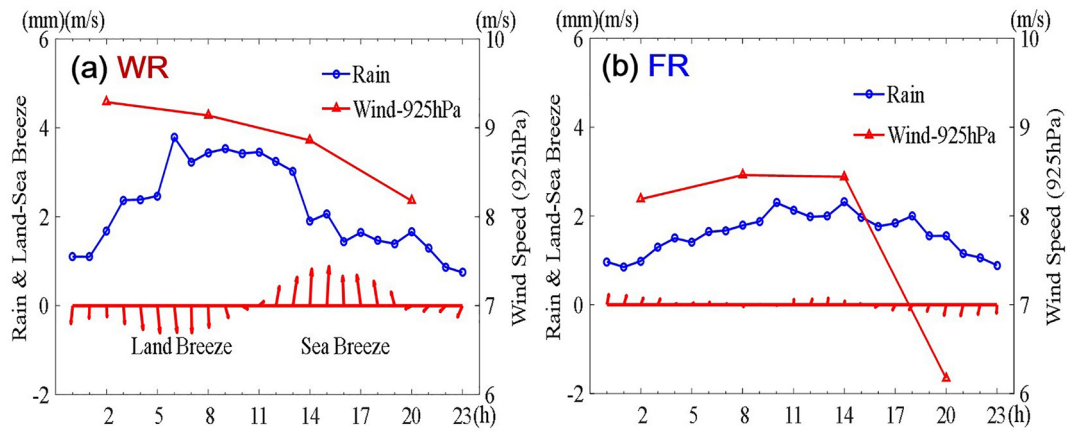 (mm)(m/s)
(m/s)
(a) WR
Rain
Wind-925hPa
6
4
2
0
-2
Rain & Land-Sea Breeze
10
9
8
7
6
Wind Speed (925hPa)
Land Breeze
Sea Breeze
2 5 8 11 14 17 20 23(h)
(mm)(m/s)
(m/s)
(b) FR
Rain
Wind-925hPa
6
4
2
0
-2
Rain & Land-Sea Breeze
10
9
8
7
6
Wind Speed (925hPa)
2 5 8 11 14 17 20 23(h)